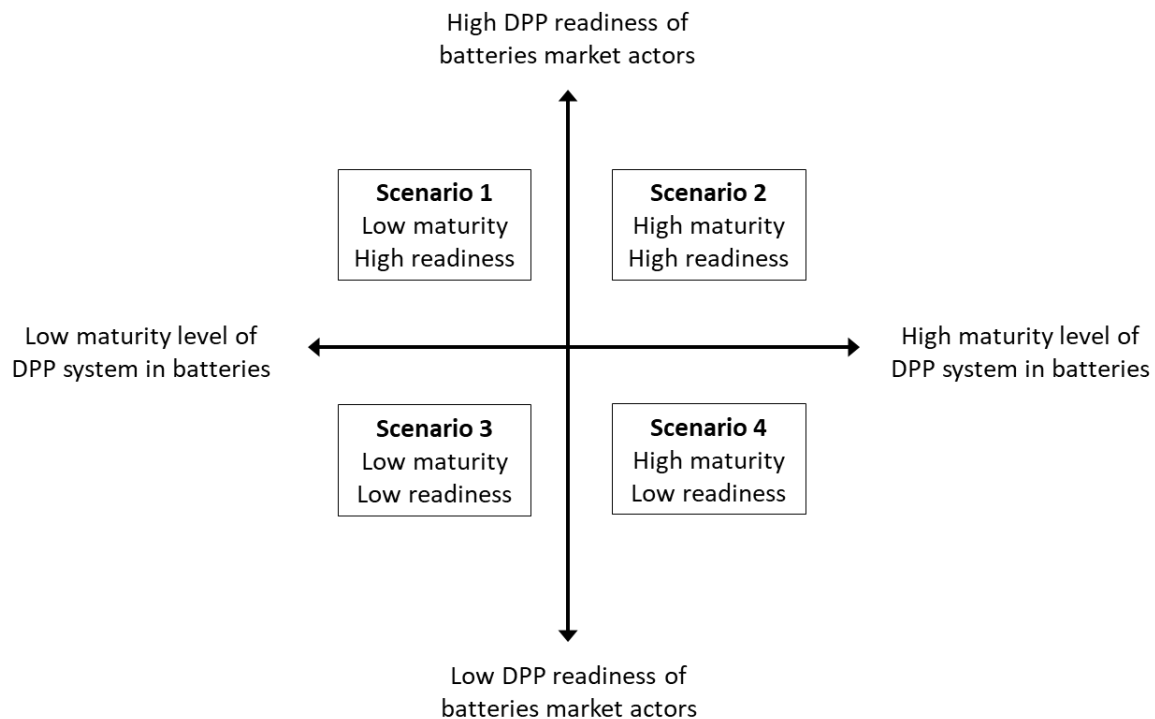 High DPP readiness of
batteries market actors
Scenario 1
Low maturity
High readiness
Scenario 2
High maturity
High readiness
Low maturity level of
DPP system in batteries
High maturity level of
DPP system in batteries
Scenario 3
Low maturity
Low readiness
Scenario 4
High maturity
Low readiness
Low DPP readiness of
batteries market actors